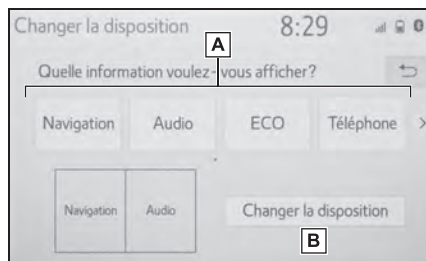 Changer la disposition 8:29
A
Quelle information voulez-vous afficher?
Navigation Audio ECO Téléphone >
Navigation Audio Changer la disposition
B